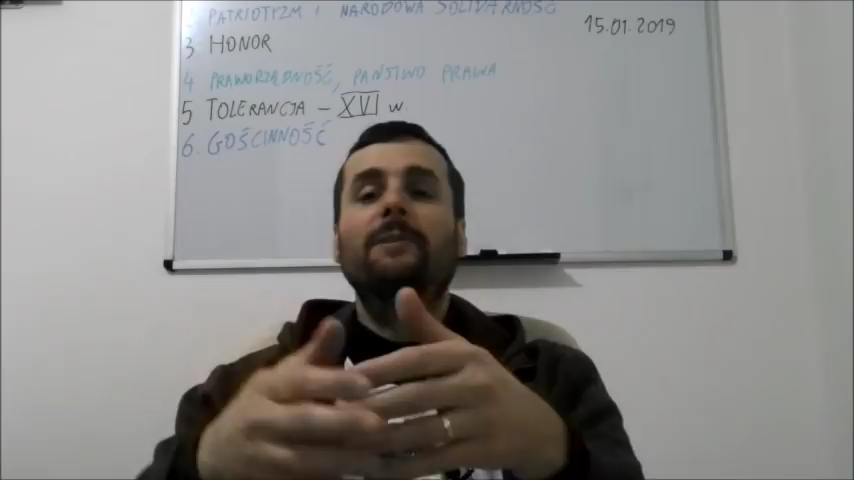 PATRIOTYZM I NARODOWA SOLIDARNOŚĆ
15.01.2019
3 HONOR
4 PRAWORZĄDNOŚĆ, PAŃSTWO PRAWA
5 TOLERANCJA – XVI w.
6. GOŚCINNOŚĆ